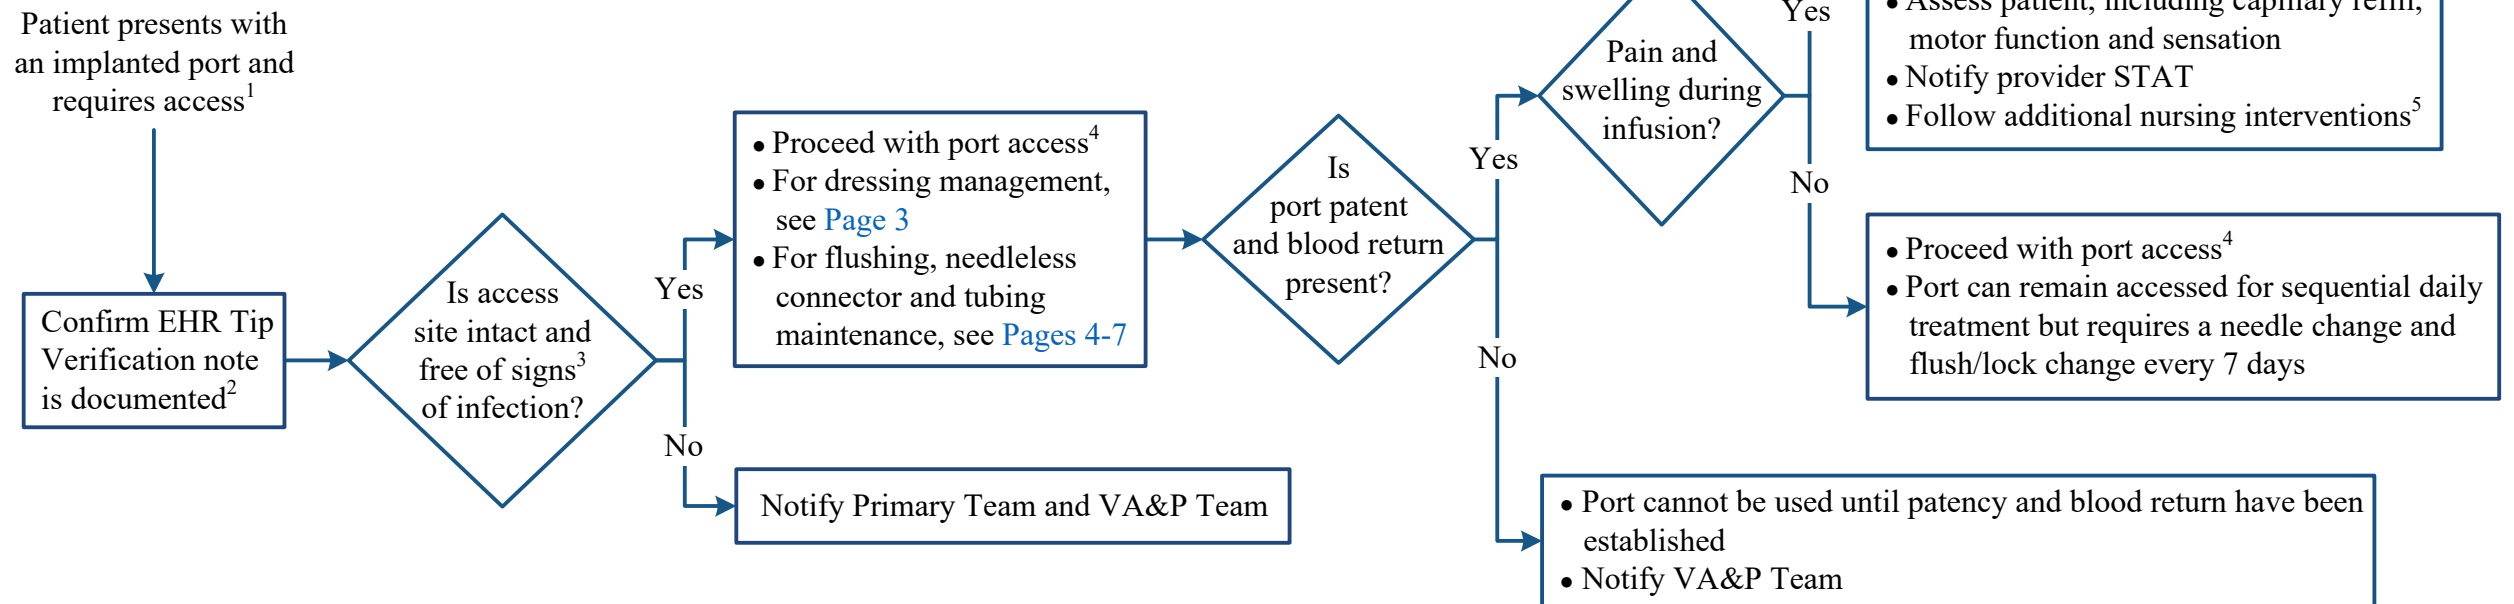 Patient presents with
an implanted port and
requires access1
Confirm EHR Tip
Verification note
is documented2
Is access
site intact and
free of signs3
of infection?
Yes
No
● Proceed with port access4
● For dressing management,
see Page 3
● For flushing, needleless
connector and tubing
maintenance, see Pages 4-7
Notify Primary Team and VA&P Team
Is
port patent
and blood return
present?
Yes
No
Pain and
swelling during
infusion?
Yes
No
● Assess patient, including capillary refill,
motor function and sensation
● Notify provider STAT
● Follow additional nursing interventions5
● Proceed with port access4
● Port can remain accessed for sequential daily
treatment but requires a needle change and
flush/lock change every 7 days
● Port cannot be used until patency and blood return have been
established
● Notify VA&P Team